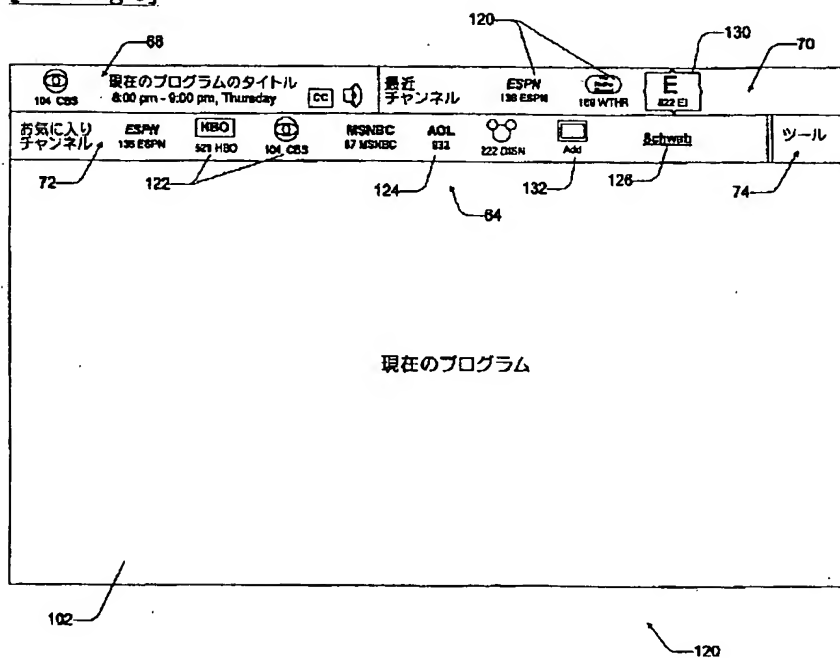 120
130
68
70
現在のプログラムのタイトル
8:00 pm - 9:00 pm, Thursday
CC
104 CBS
最近
チャンネル
ESPN
136 ESPN
169 WTHR
E
822 E!
お気に入り
チャンネル
ESPN
135 ESPN
HBO
521 HBO
104 CBS
MSNBC
67 MSNBC
AOL
933
222 DISN
Add
Schwab
ツール
72
122
124
64
132
126
74
現在のプログラム
102
120